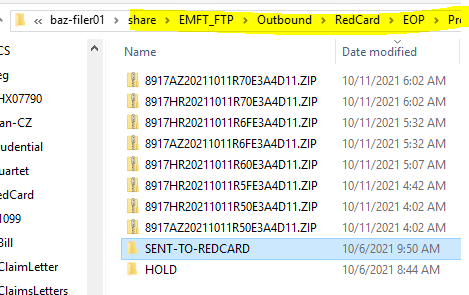 « baz-filer01 › share › EMFT_FTP › Outbound › RedCard › EOP › Pro
Name Date modified
8917AZ20211011R70E3A4D11.ZIP 10/11/2021 6:02 AM
8917HR20211011R70E3A4D11.ZIP 10/11/2021 6:02 AM
8917HR20211011R6FE3A4D11.ZIP 10/11/2021 5:32 AM
8917AZ20211011R6FE3A4D11.ZIP 10/11/2021 5:32 AM
8917HR20211011R60E3A4D11.ZIP 10/11/2021 5:07 AM
8917HR20211011R5FE3A4D11.ZIP 10/11/2021 4:42 AM
8917HR20211011R50E3A4D11.ZIP 10/11/2021 4:02 AM
8917AZ20211011R50E3A4D11.ZIP 10/11/2021 4:02 AM
SENT-TO-REDCARD 10/6/2021 9:50 AM
HOLD 10/6/2021 8:44 AM
CS
eg
HX07790
an-CZ
udential
uartet
edCard
1099
Bill
ClaimLetter
ClaimsLetters